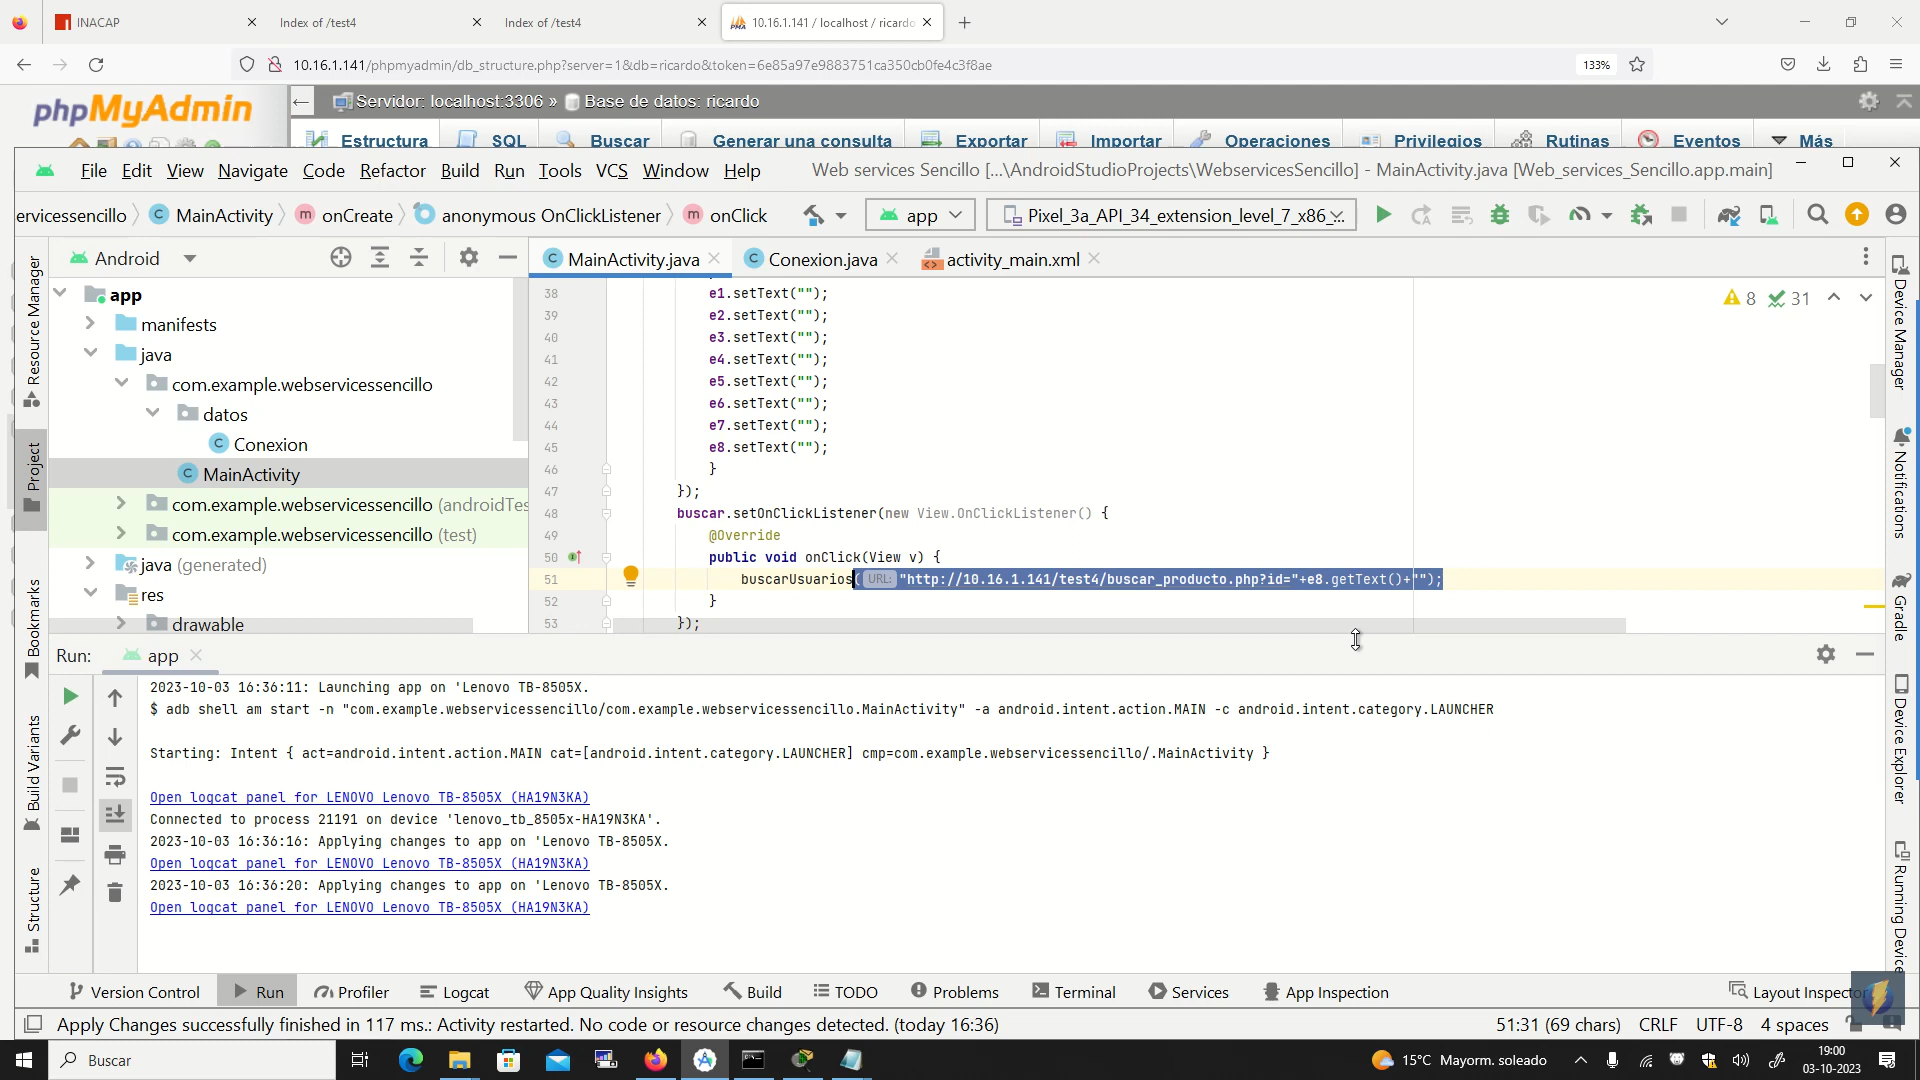 INACAP
Index of /test4
Index of /test4
10.16.1.141 / localhost / ricardo
10.16.1.141/phpmyadmin/db_structure.php?server=1&db=ricardo&token=6e85a97e9883751ca350cb0fe4c3f8ae
133%
phpMyAdmin
Servidor: localhost:3306 » Base de datos: ricardo
Estructura SQL Buscar Generar una consulta Exportar Importar Operaciones Privilegios Rutinas Eventos Más
File Edit View Navigate Code Refactor Build Run Tools VCS Window Help
Web services Sencillo [...\AndroidStudioProjects\WebservicesSencillo] - MainActivity.java [Web_services_Sencillo.app.main]
ervicessencillo MainActivity onCreate anonymous OnClickListener onClick
app
Pixel_3a_API_34_extension_level_7_x86_...
Android
MainActivity.java
Conexion.java
activity_main.xml
Resource Manager
Project
Bookmarks
Build Variants
Structure
app
manifests
java
com.example.webservicessencillo
datos
Conexion
MainActivity
com.example.webservicessencillo (androidTes
com.example.webservicessencillo (test)
java (generated)
res
drawable
8 31
38 e1.setText("");
39 e2.setText("");
40 e3.setText("");
41 e4.setText("");
42 e5.setText("");
43 e6.setText("");
44 e7.setText("");
45 e8.setText("");
46 }
47 });
48 buscar.setOnClickListener(new View.OnClickListener() {
49 @Override
50 public void onClick(View v) {
51 buscarUsuarios( URL: "http://10.16.1.141/test4/buscar_producto.php?id="+e8.getText()+"");
52 }
53 });
Device Manager
Notifications
Gradle
Device Explorer
Running Device
Run: app
2023-10-03 16:36:11: Launching app on 'Lenovo TB-8505X.
$ adb shell am start -n "com.example.webservicessencillo/com.example.webservicessencillo.MainActivity" -a android.intent.action.MAIN -c android.intent.category.LAUNCHER
Starting: Intent { act=android.intent.action.MAIN cat=[android.intent.category.LAUNCHER] cmp=com.example.webservicessencillo/.MainActivity }
Open logcat panel for LENOVO Lenovo TB-8505X (HA19N3KA)
Connected to process 21191 on device 'lenovo_tb_8505x-HA19N3KA'.
2023-10-03 16:36:16: Applying changes to app on 'Lenovo TB-8505X.
Open logcat panel for LENOVO Lenovo TB-8505X (HA19N3KA)
2023-10-03 16:36:20: Applying changes to app on 'Lenovo TB-8505X.
Open logcat panel for LENOVO Lenovo TB-8505X (HA19N3KA)
Version Control Run Profiler Logcat App Quality Insights Build TODO Problems Terminal Services App Inspection Layout Inspector
Apply Changes successfully finished in 117 ms.: Activity restarted. No code or resource changes detected. (today 16:36)
51:31 (69 chars) CRLF UTF-8 4 spaces
Buscar
15°C Mayorm. soleado
19:00
03-10-2023